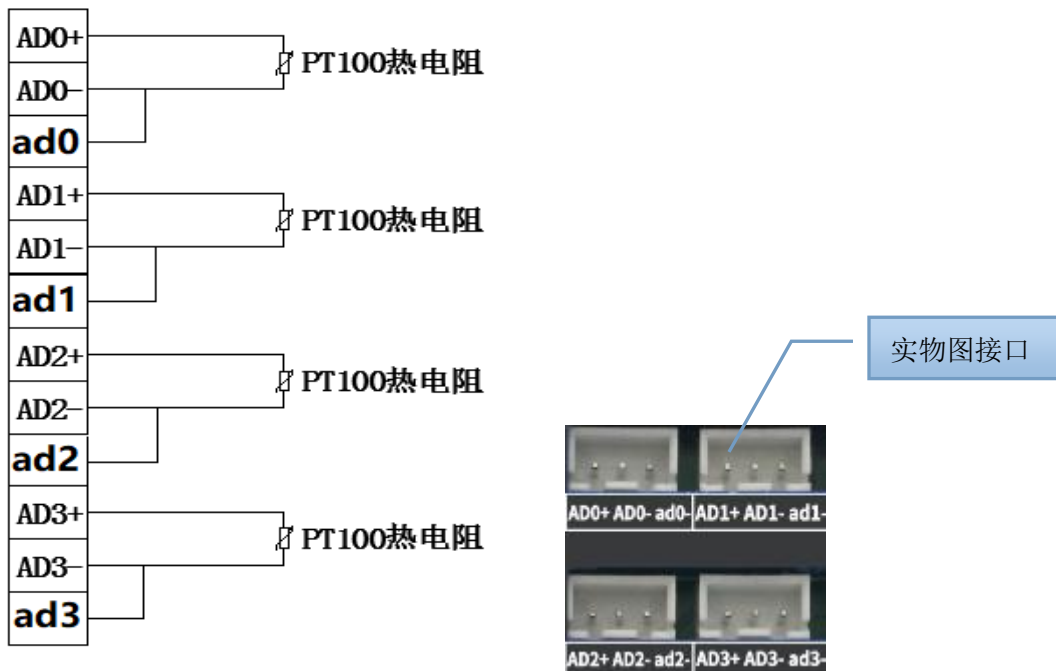 AD0+
PT100热电阻
AD0-
ad0
AD1+
PT100热电阻
AD1-
ad1
AD2+
PT100热电阻
AD2-
ad2
AD3+
PT100热电阻
AD3-
ad3
实物图接口
AD0+ AD0- ad0- AD1+ AD1- ad1-
AD2+ AD2- ad2- AD3+ AD3- ad3-